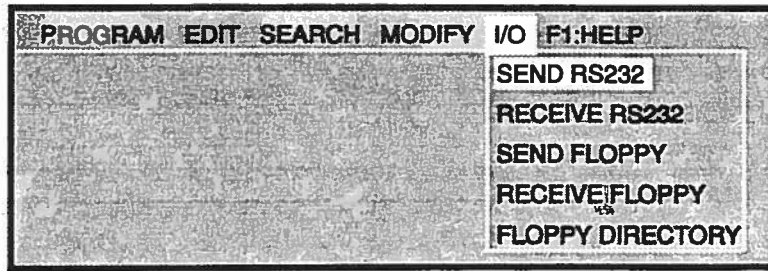 PROGRAM EDIT SEARCH MODIFY I/O F1:HELP
SEND RS232
RECEIVE RS232
SEND FLOPPY
RECEIVE FLOPPY
FLOPPY DIRECTORY